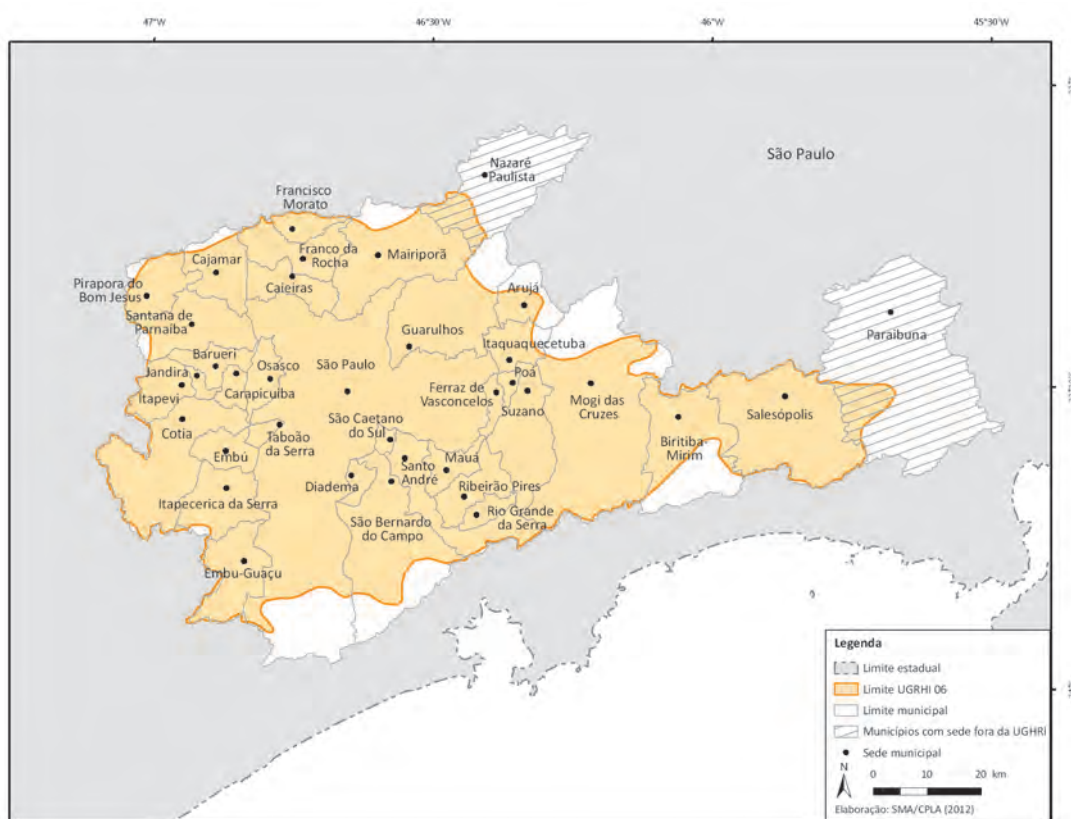 47°W
46°30'W
46°W
45°30'W
São Paulo
Nazaré
Paulista
Francisco
Morato
Franco da
Rocha
Mairiporã
Cajamar
Caieiras
Pirapora do
Bom Jesus
Santana de
Parnaíba
Arujá
Paraibuna
Guarulhos
Itaquaquecetuba
Barueri
Jandira
Osasco
São Paulo
Poá
Itapevi
Carapicuíba
Ferraz de
Vasconcelos
Suzano
Mogi das
Cruzes
Salesópolis
Cotia
Taboão
da Serra
São Caetano
do Sul
Biritiba-
Mirim
Embú
Santo
André
Mauá
Diadema
Ribeirão Pires
Itapecerica da Serra
Rio Grande
da Serra
São Bernardo
do Campo
Embu-Guaçu
Legenda
Limite estadual
Limite UGRHI 06
Limite municipal
Municípios com sede fora da UGHRI
Sede municipal
N
0 10 20 km
Elaboração: SMA/CPLA (2012)